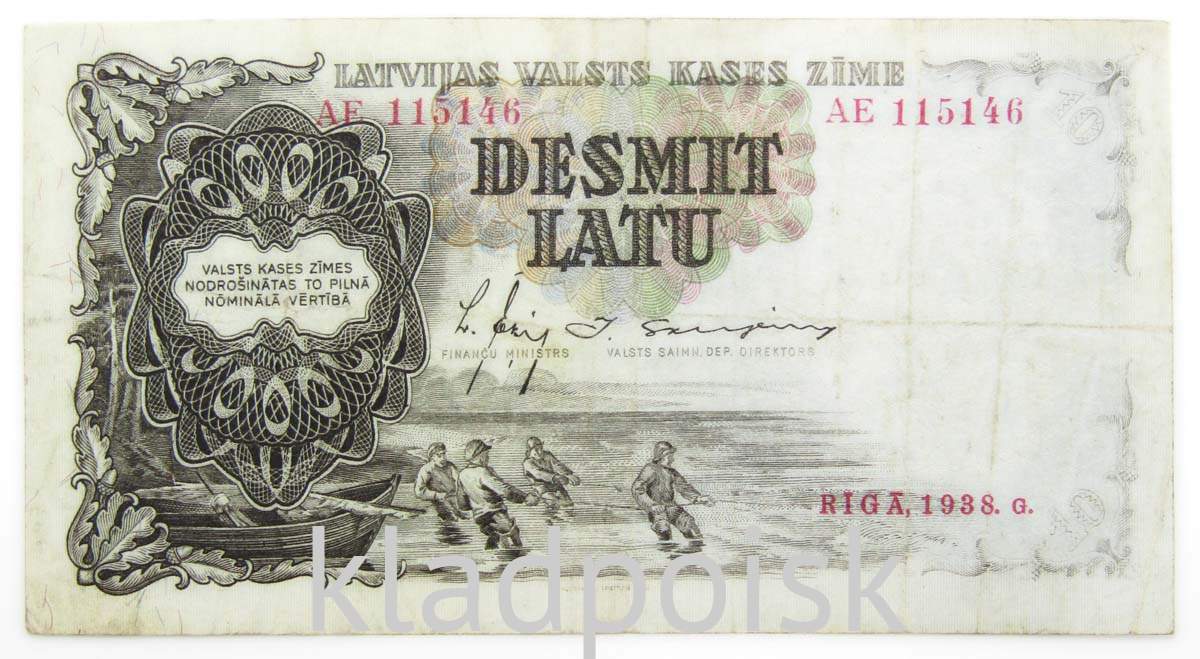 LATVIJAS VALSTS KASES ZĪME
AE 115146
AE 115146
DESMIT
LATU
VALSTS KASES ZĪMES
NODROŠINĀTAS TO PILNĀ
NŌMINĀLĀ VĒRTĪBĀ
FINANČU MINISTRS
VALSTS SAIMN. DEP. DIREKTORS
RĪGĀ, 1938. G.
kladpoisk